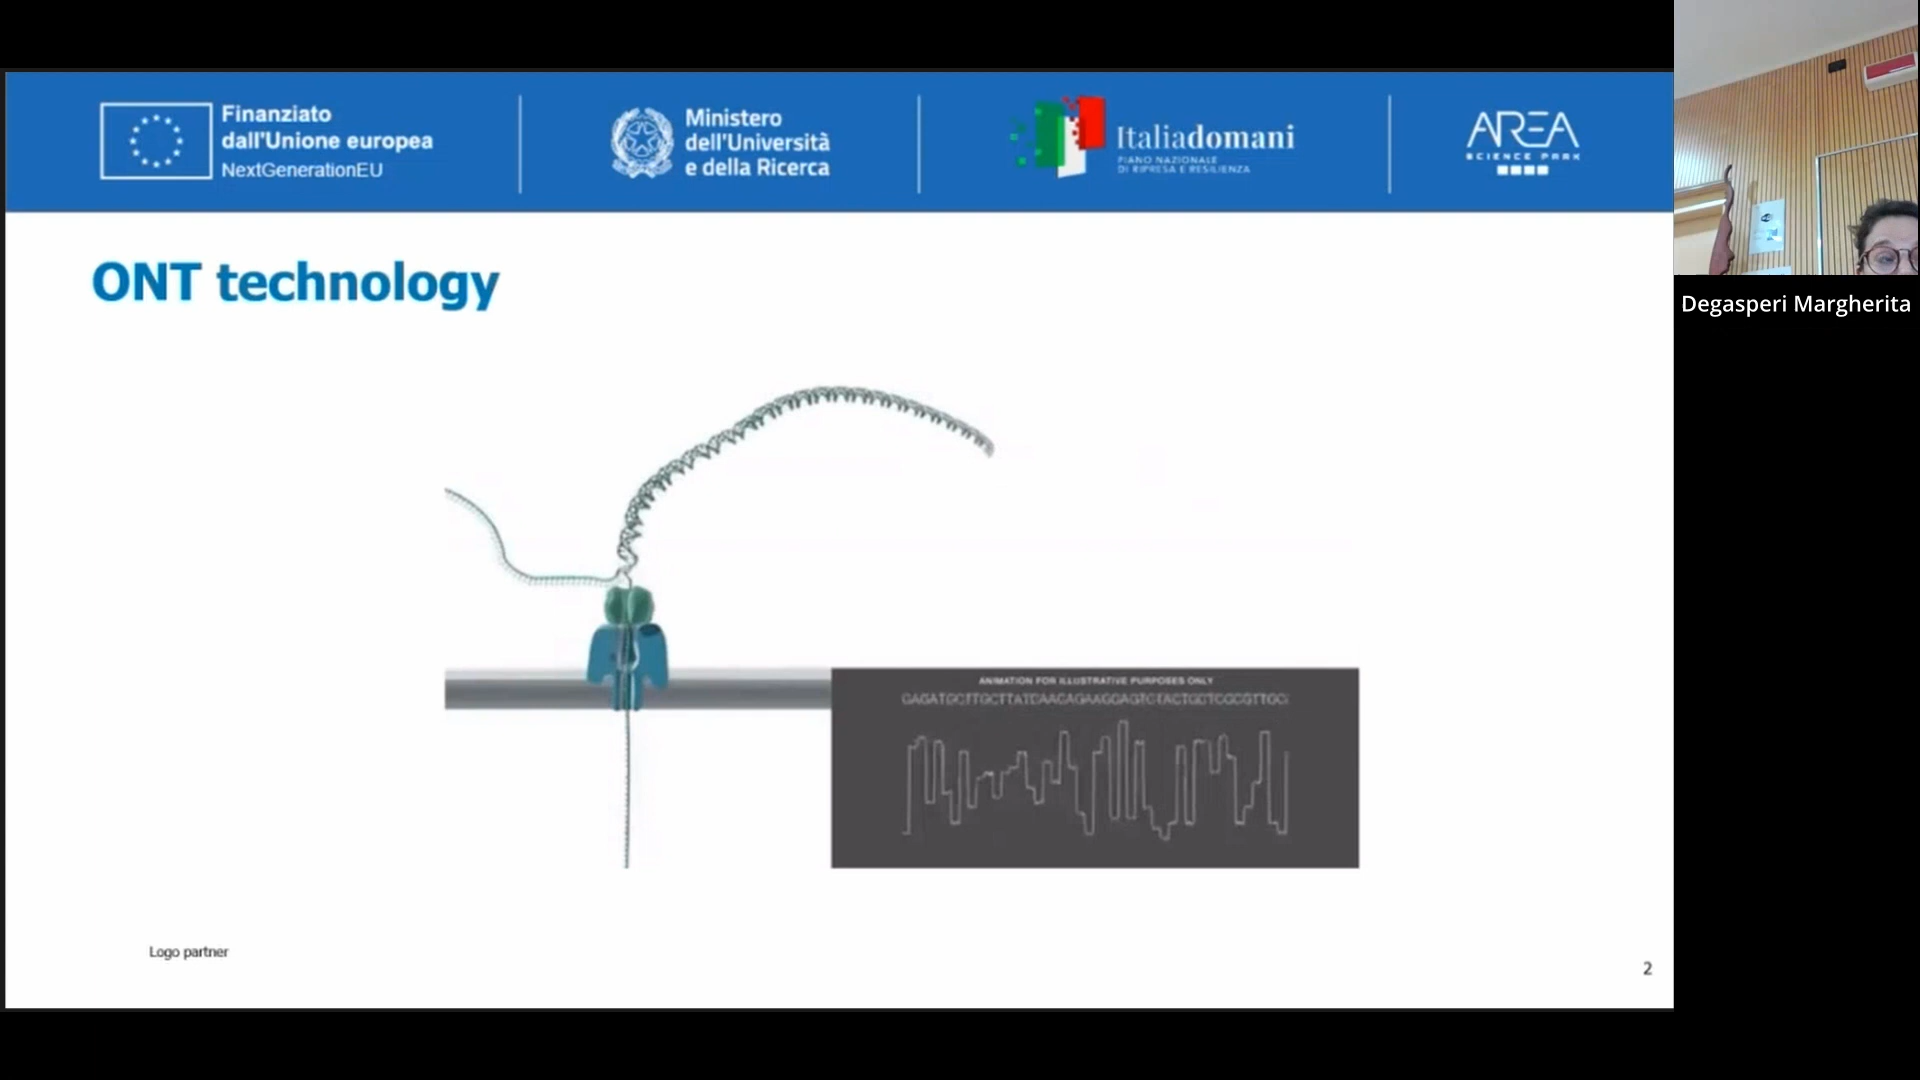 Finanziato
dall'Unione europea
NextGenerationEU
Ministero
dell'Università
e della Ricerca
Italiadomani
PIANO NAZIONALE
DI RIPRESA E RESILIENZA
AREA
SCIENCE PARK
Degasperi Margherita
ONT technology
ANIMATION FOR ILLUSTRATIVE PURPOSES ONLY
Logo partner
2